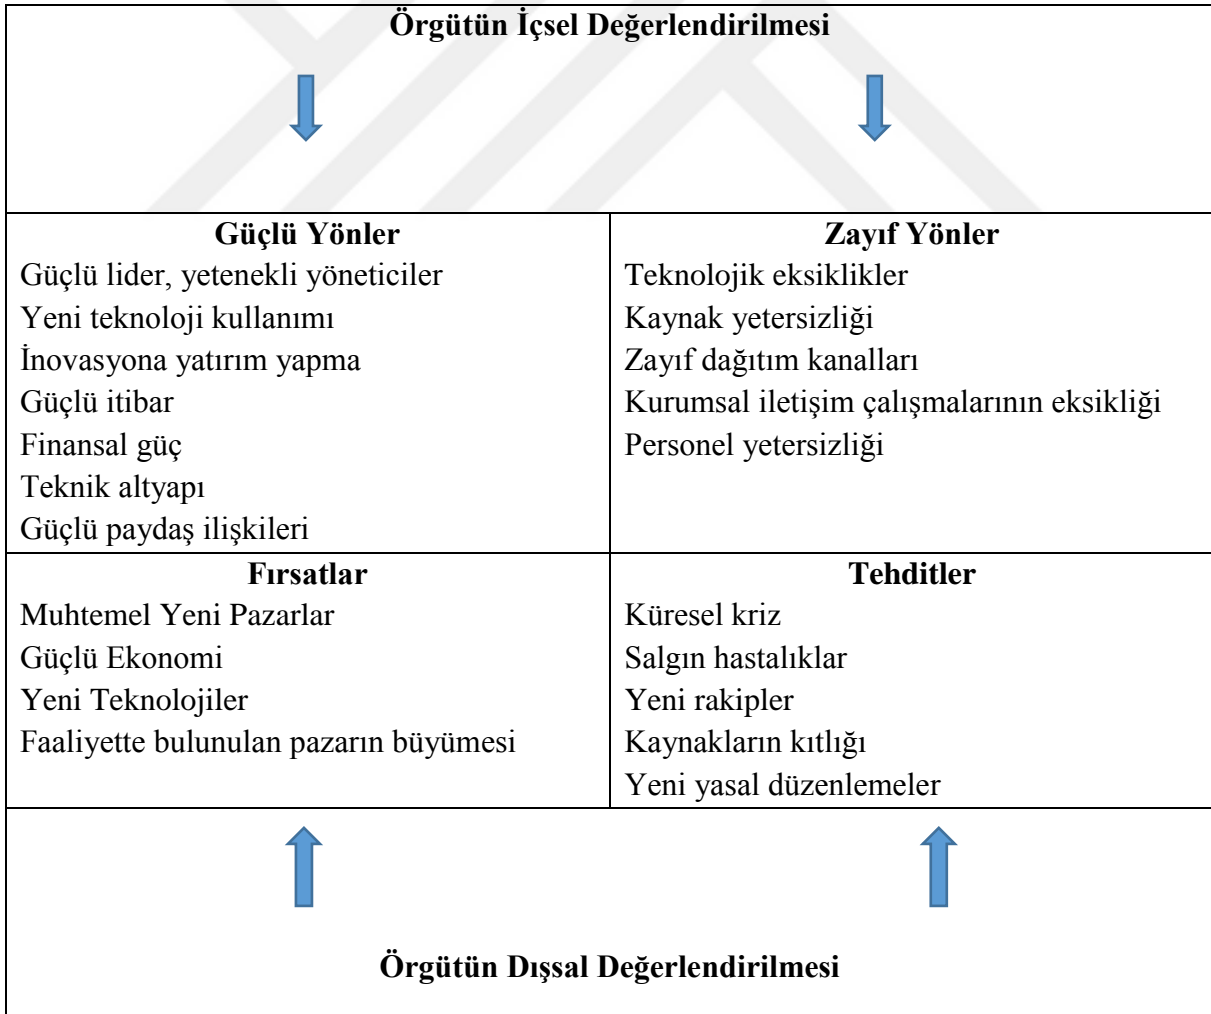 Örgütün İçsel Değerlendirilmesi
Güçlü Yönler
Güçlü lider, yetenekli yöneticiler
Yeni teknoloji kullanımı
İnovasyona yatırım yapma
Güçlü itibar
Finansal güç
Teknik altyapı
Güçlü paydaş ilişkileri
Zayıf Yönler
Teknolojik eksiklikler
Kaynak yetersizliği
Zayıf dağıtım kanalları
Kurumsal iletişim çalışmalarının eksikliği
Personel yetersizliği
Fırsatlar
Muhtemel Yeni Pazarlar
Güçlü Ekonomi
Yeni Teknolojiler
Faaliyette bulunulan pazarın büyümesi
Tehditler
Küresel kriz
Salgın hastalıklar
Yeni rakipler
Kaynakların kıtlığı
Yeni yasal düzenlemeler
Örgütün Dışsal Değerlendirilmesi